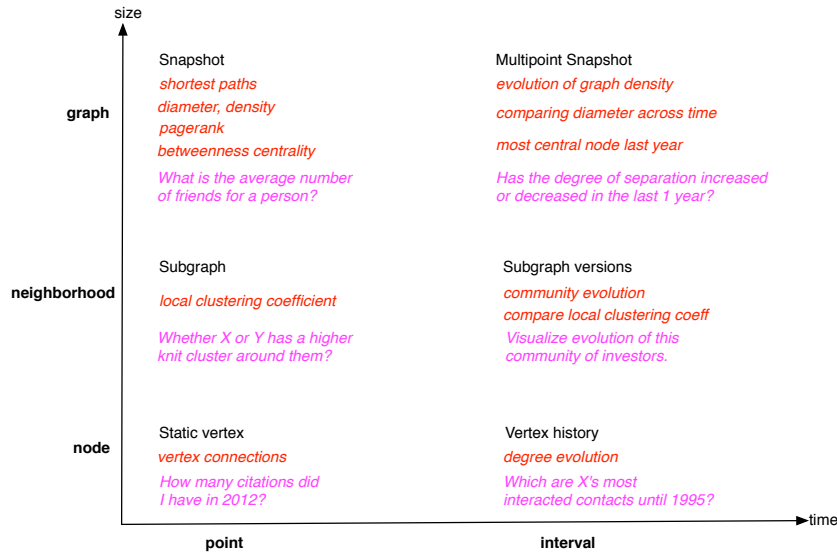 size
graph
Snapshot
shortest paths
diameter, density
pagerank
betweenness centrality
What is the average number
of friends for a person?
Multipoint Snapshot
evolution of graph density
comparing diameter across time
most central node last year
Has the degree of separation increased
or decreased in the last 1 year?
neighborhood
Subgraph
local clustering coefficient
Whether X or Y has a higher
knit cluster around them?
Subgraph versions
community evolution
compare local clustering coeff
Visualize evolution of this
community of investors.
node
Static vertex
vertex connections
How many citations did
I have in 2012?
Vertex history
degree evolution
Which are X's most
interacted contacts until 1995?
time
point
interval